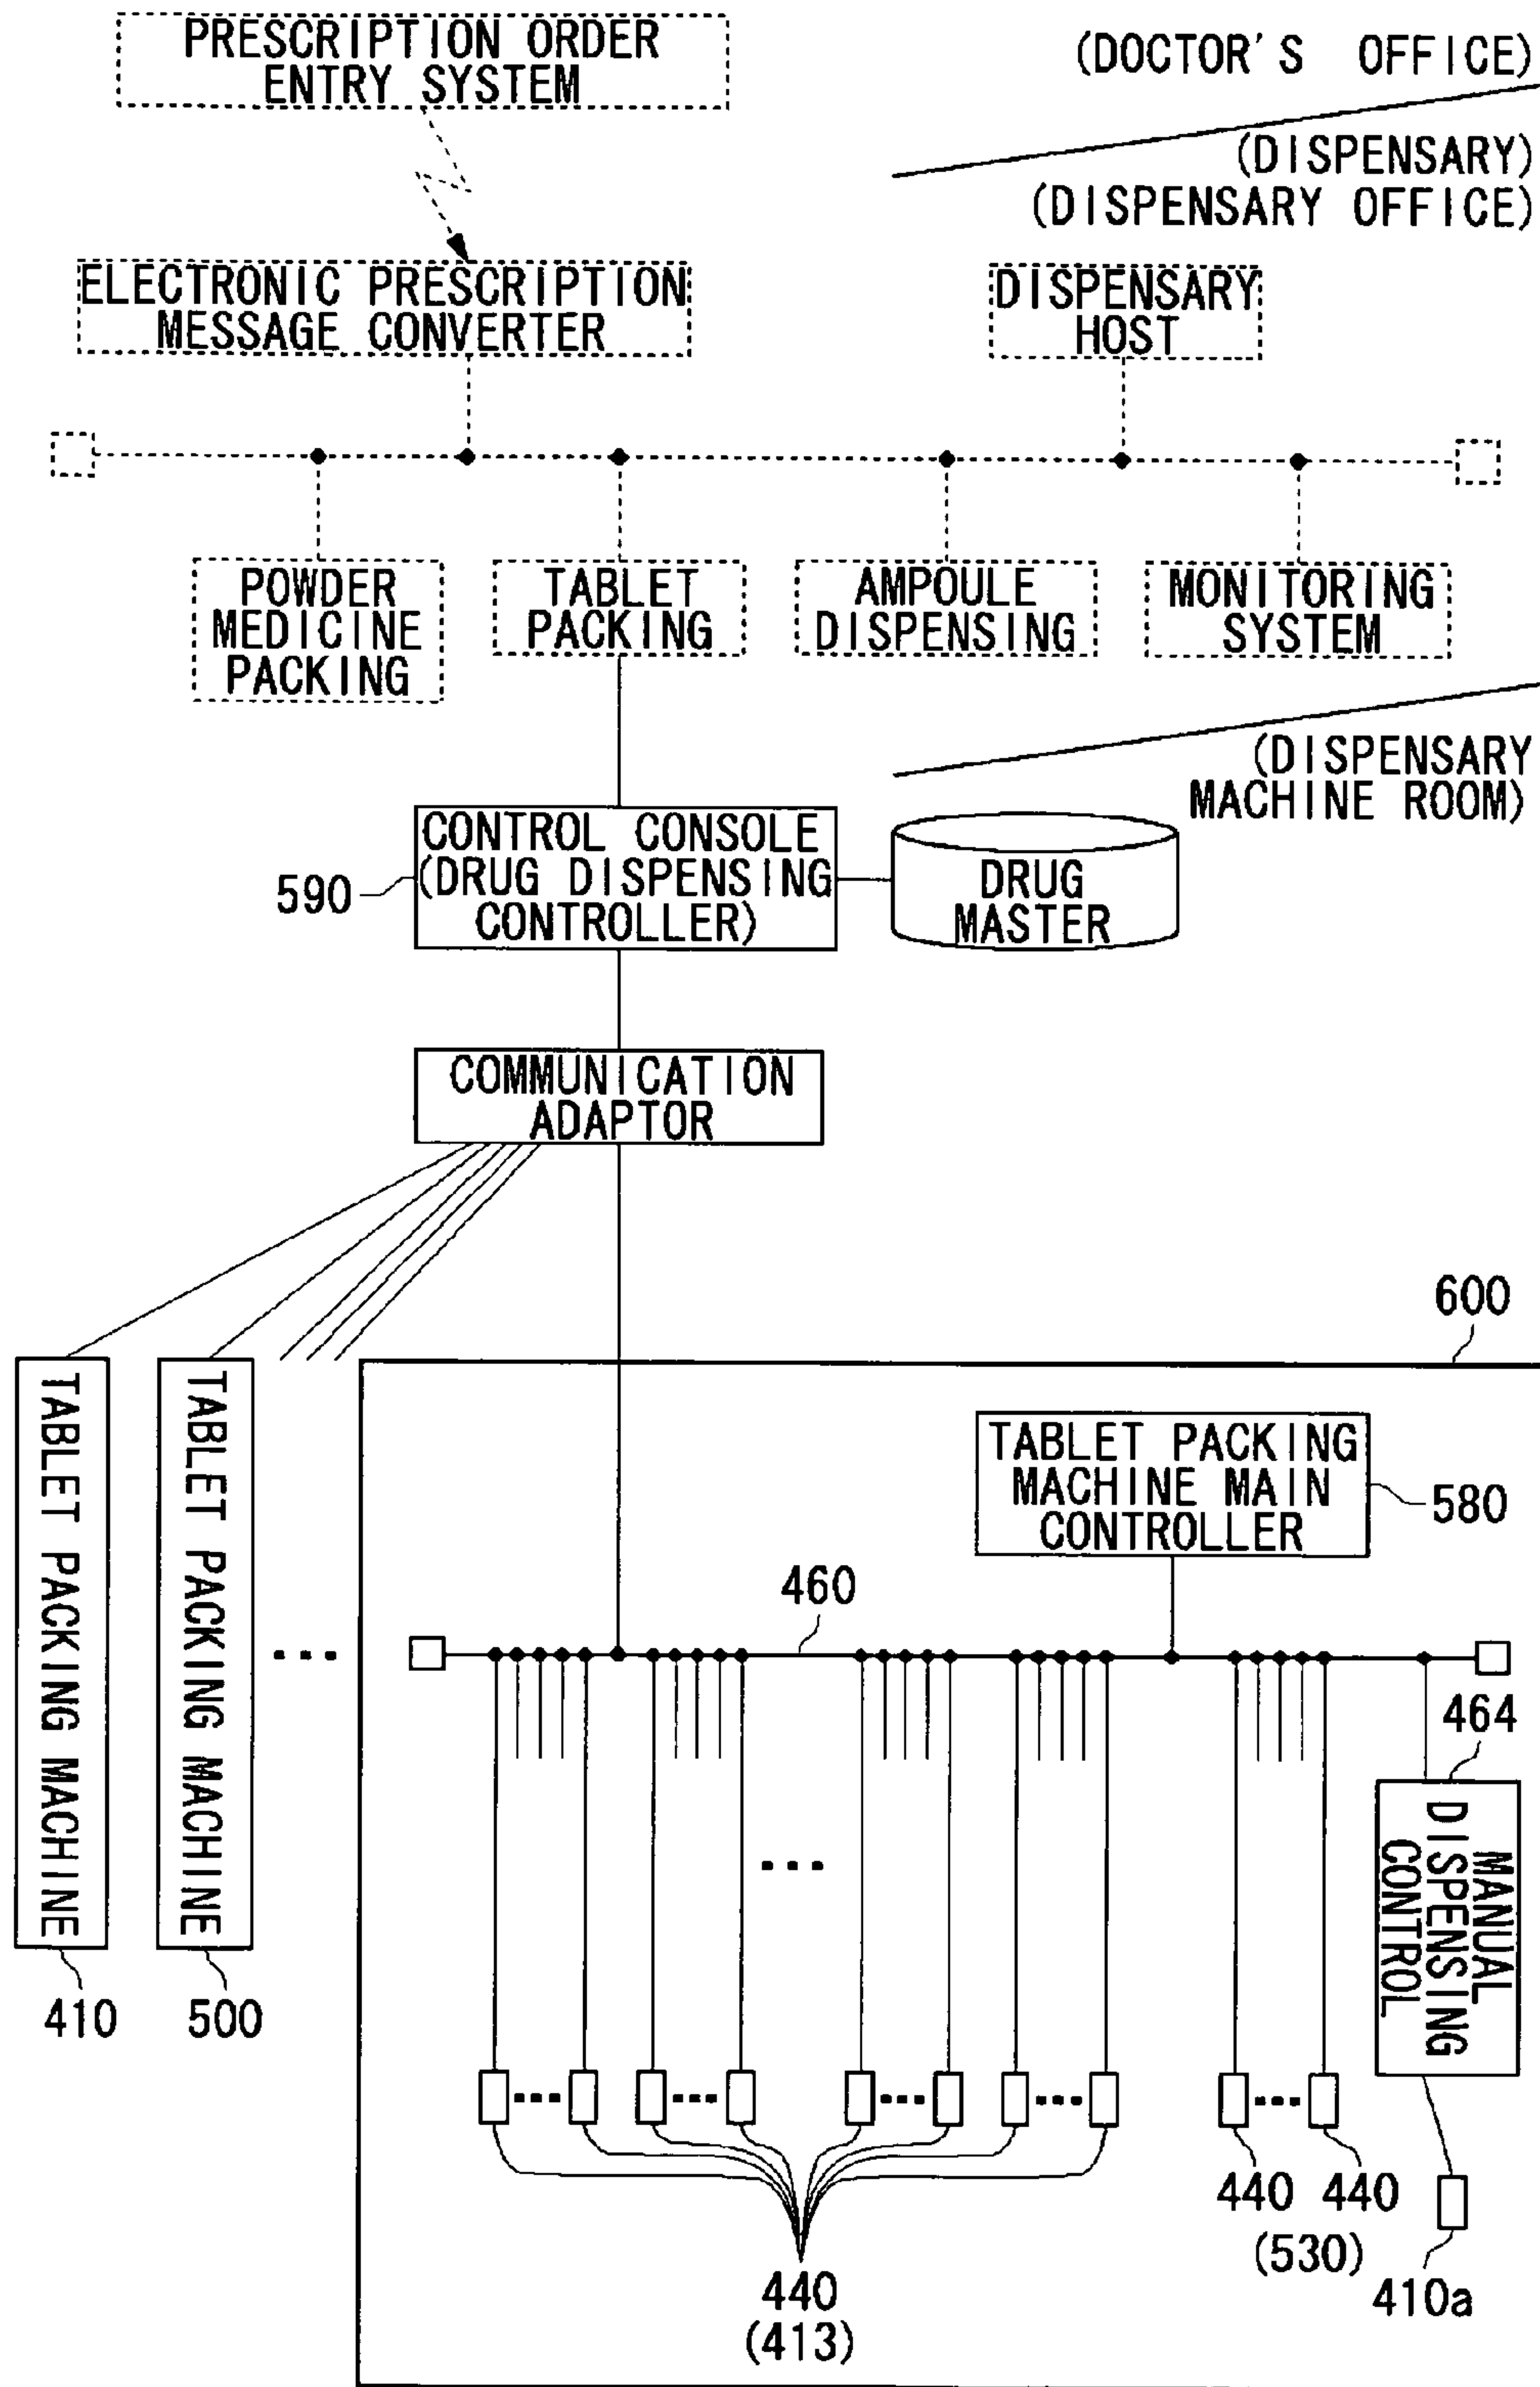 PRESCRIPTION ORDER
ENTRY SYSTEM
(DOCTOR'S OFFICE)
(DISPENSARY)
(DISPENSARY OFFICE)
ELECTRONIC PRESCRIPTION
MESSAGE CONVERTER
DISPENSARY
HOST
POWDER
MEDICINE
PACKING
TABLET
PACKING
AMPOULE
DISPENSING
MONITORING
SYSTEM
(DISPENSARY
MACHINE ROOM)
CONTROL CONSOLE
(DRUG DISPENSING
CONTROLLER)
590
DRUG
MASTER
COMMUNICATION
ADAPTOR
600
TABLET PACKING MACHINE
410
TABLET PACKING MACHINE
500
...
TABLET PACKING
MACHINE MAIN
CONTROLLER
580
460
464
MANUAL
DISPENSING
CONTROL
...
... ... ... ... ...
440
(413)
440 440
(530)
410a